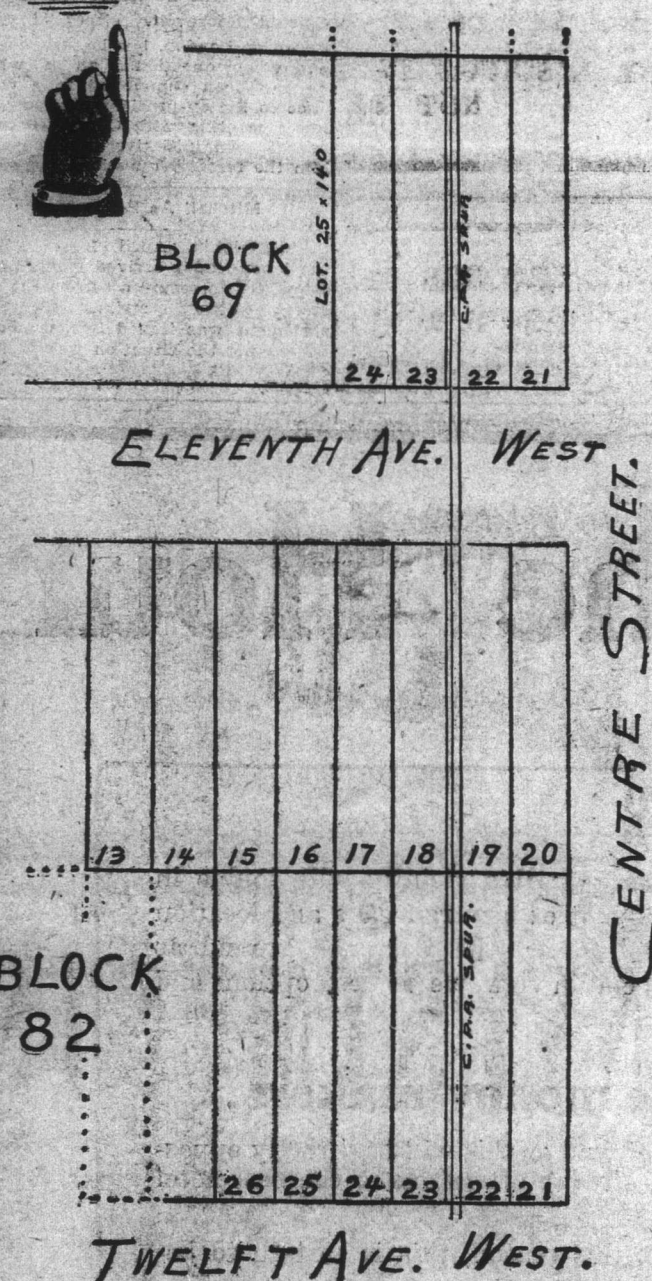 LOT. 25 x 140
C.P.R. SPUR
BLOCK
69
24 23 22 21
ELEVENTH AVE. WEST
CENTRE STREET.
13 14 15 16 17 18 19 20
BLOCK
82
C.P.R. SPUR.
26 25 24 23 22 21
TWELFT AVE. WEST.